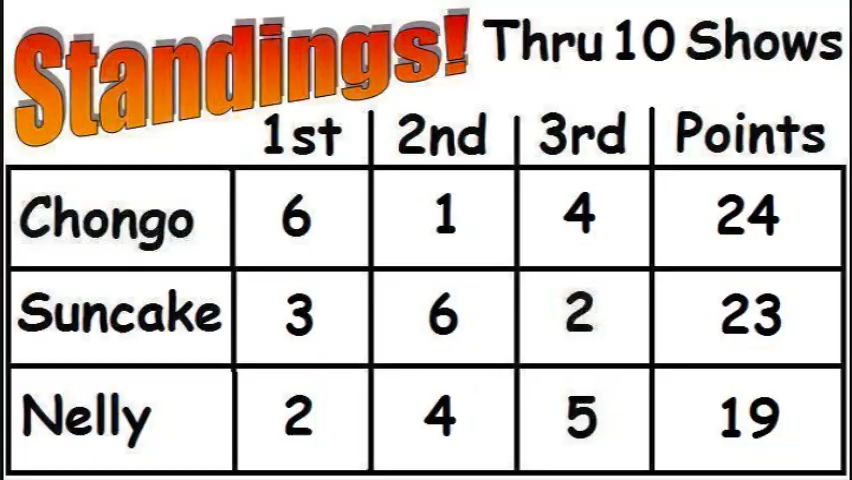 Standings! Thru 10 Shows
1st 2nd 3rd Points
Chongo 6 1 4 24
Suncake 3 6 2 23
Nelly 2 4 5 19